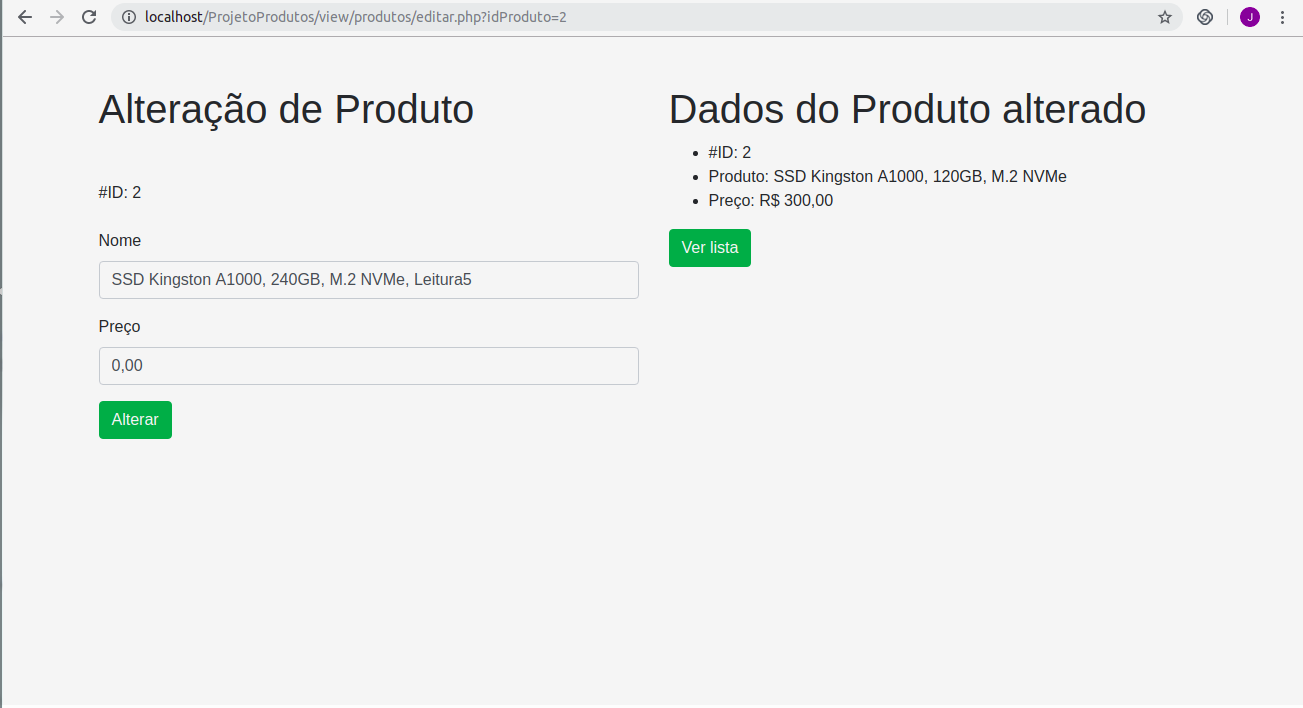 localhost/ProjetoProdutos/view/produtos/editar.php?idProduto=2
J
Alteração de Produto
#ID: 2
Nome
SSD Kingston A1000, 240GB, M.2 NVMe, Leitura5
Preço
0,00
Alterar
Dados do Produto alterado
#ID: 2
Produto: SSD Kingston A1000, 120GB, M.2 NVMe
Preço: R$ 300,00
Ver lista